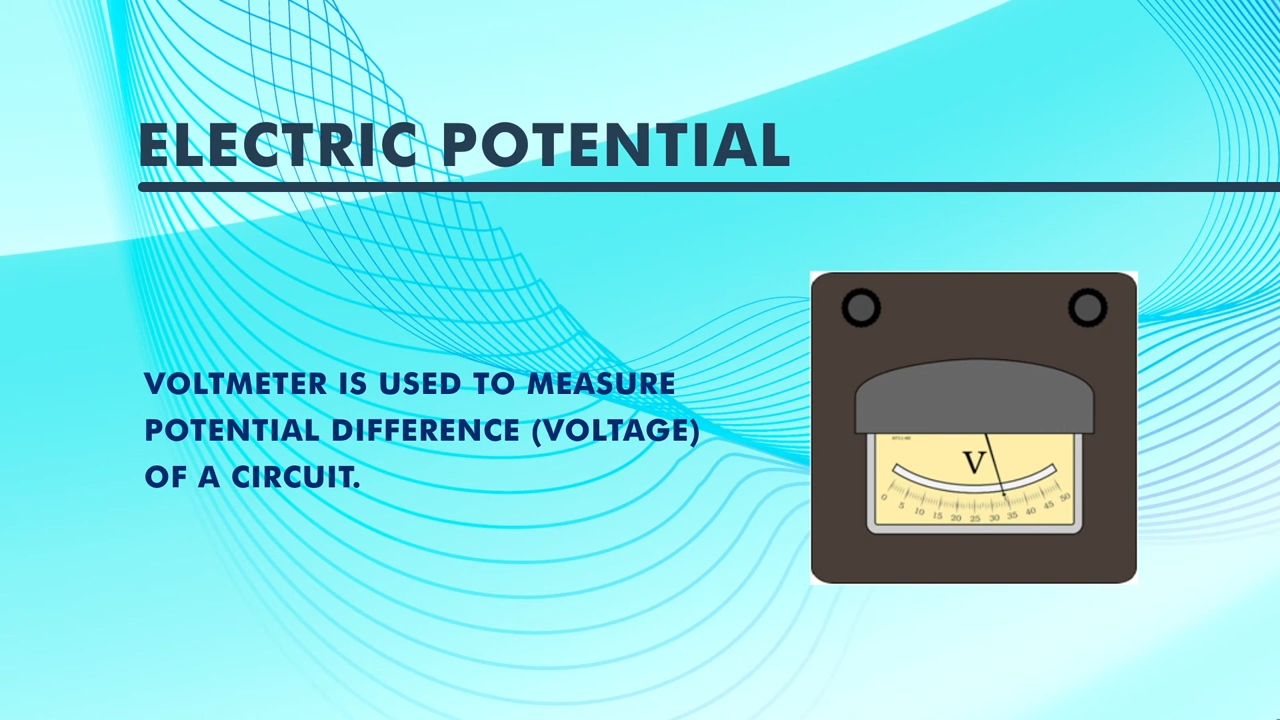 ELECTRIC POTENTIAL
VOLTMETER IS USED TO MEASURE
POTENTIAL DIFFERENCE (VOLTAGE)
OF A CIRCUIT.
V
0 5 10 15 20 25 30 35 40 45 50